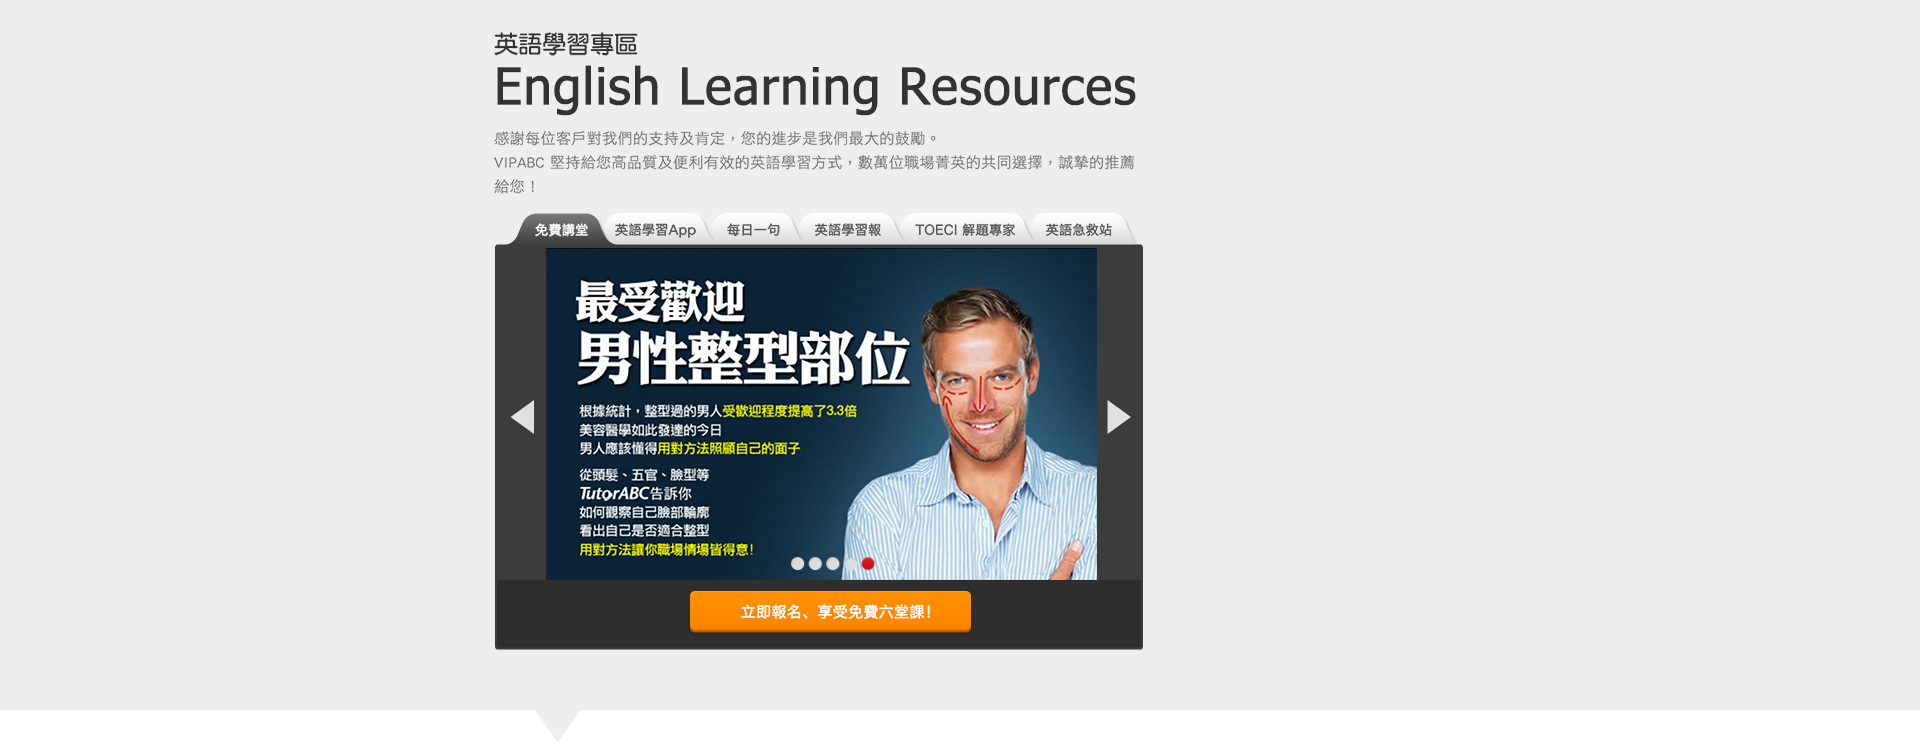 英語學習專區
English Learning Resources
感謝每位客戶對我們的支持及肯定，您的進步是我們最大的鼓勵。
VIPABC 堅持給您高品質及便利有效的英語學習方式，數萬位職場菁英的共同選擇，誠摯的推薦
給您！
免費講堂 英語學習App 每日一句 英語學習報 TOECI 解題專家 英語急救站
最受歡迎
男性整型部位
根據統計，整型過的男人受歡迎程度提高了3.3倍
美容醫學如此發達的今日
男人應該懂得用對方法照顧自己的面子
從頭髮、五官、臉型等
TutorABC告訴你
如何觀察自己臉部輪廓
看出自己是否適合整型
用對方法讓你職場情場皆得意!
立即報名、享受免費六堂課!